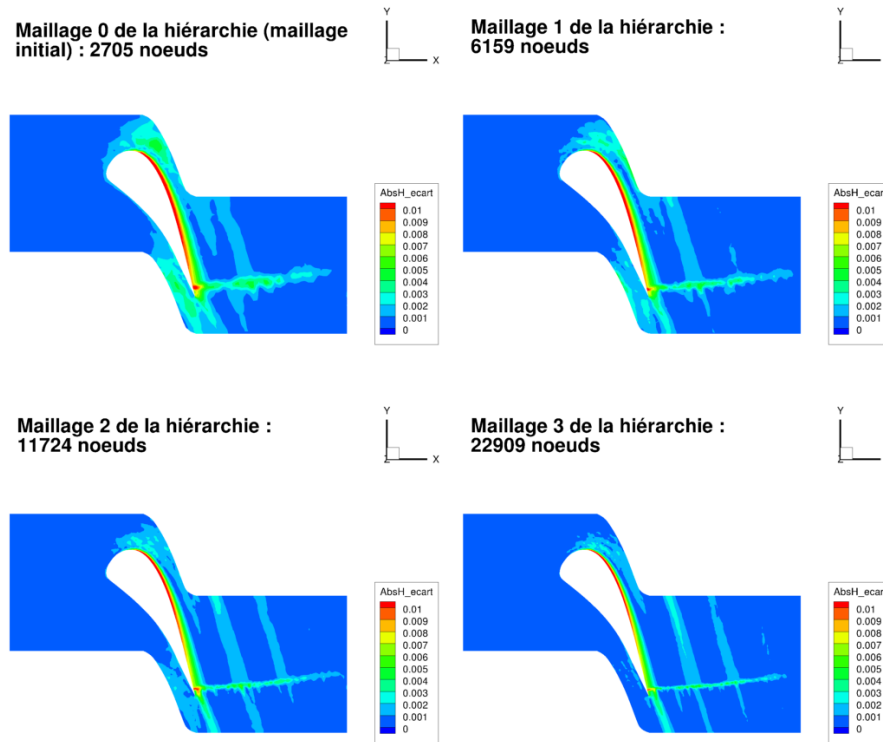 Maillage 0 de la hiérarchie (maillage
initial) : 2705 noeuds
Y
Z
X
AbsH_ecart
0.01
0.009
0.008
0.007
0.006
0.005
0.004
0.003
0.002
0.001
0
Maillage 1 de la hiérarchie :
6159 noeuds
Y
Z
AbsH_ecart
0.01
0.009
0.008
0.007
0.006
0.005
0.004
0.003
0.002
0.001
0
Maillage 2 de la hiérarchie :
11724 noeuds
Y
Z
X
AbsH_ecart
0.01
0.009
0.008
0.007
0.006
0.005
0.004
0.003
0.002
0.001
0
Maillage 3 de la hiérarchie :
22909 noeuds
Y
Z
AbsH_ecart
0.01
0.009
0.008
0.007
0.006
0.005
0.004
0.003
0.002
0.001
0